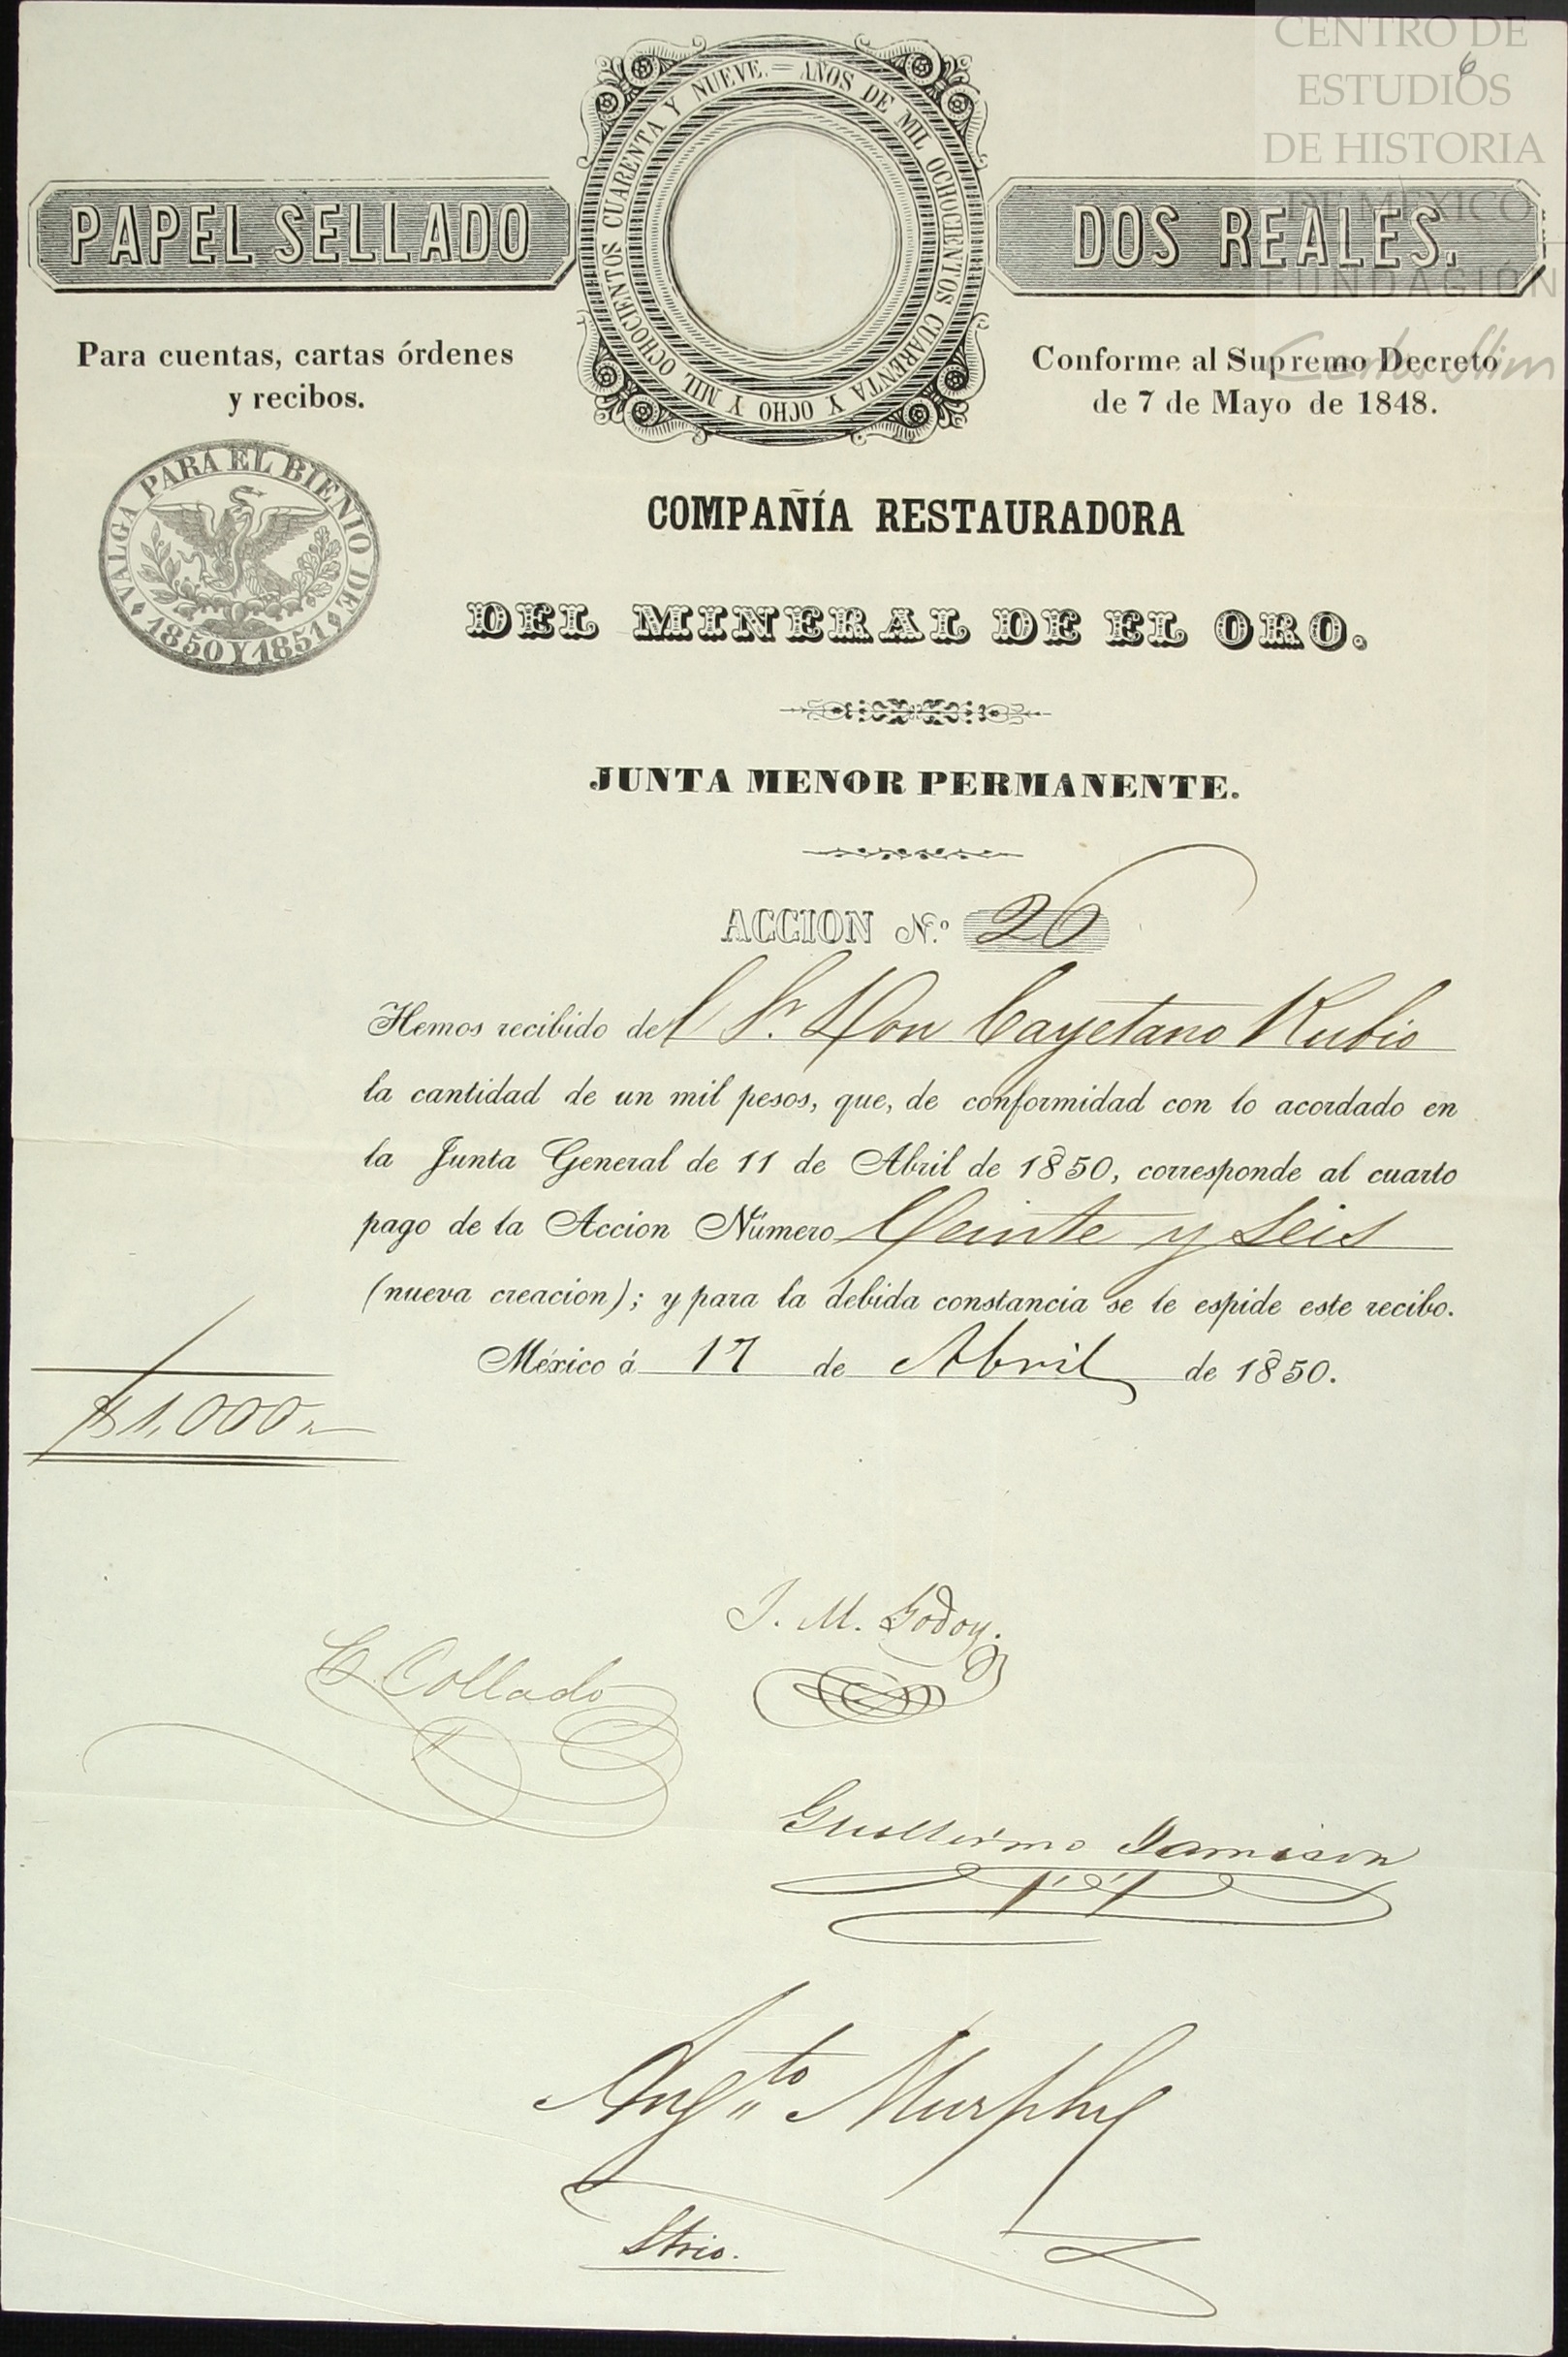 CENTRO DE
6
ESTUDIOS
DE HISTORIA
DE MÉXICO
FUNDACIÓN
Carlos Slim
AÑOS DE MIL OCHOCIENTOS CUARENTA Y OCHO Y MIL OCHOCIENTOS CUARENTA Y NUEVE.=
PAPEL SELLADO
DOS REALES.
Para cuentas, cartas órdenes
y recibos.
Conforme al Supremo Decreto
de 7 de Mayo de 1848.
VALGA PARA EL BIENIO DE
1850 Y 1851
COMPAÑÍA RESTAURADORA
DEL MINERAL DE EL ORO.
JUNTA MENOR PERMANENTE.
ACCION N.º 26
Hemos recibido del Sr. Don Cayetano Rubio
la cantidad de un mil pesos, que, de conformidad con lo acordado en
la Junta General de 11 de Abril de 1850, corresponde al cuarto
pago de la Accion Número Veinte y seis
(nueva creacion); y para la debida constancia se le espide este recibo.
México á 17 de Abril de 1850.
$1,000
J. M. Godoy.
C. Collado
Guillermo Jamison
Augto Murphy
Strio.